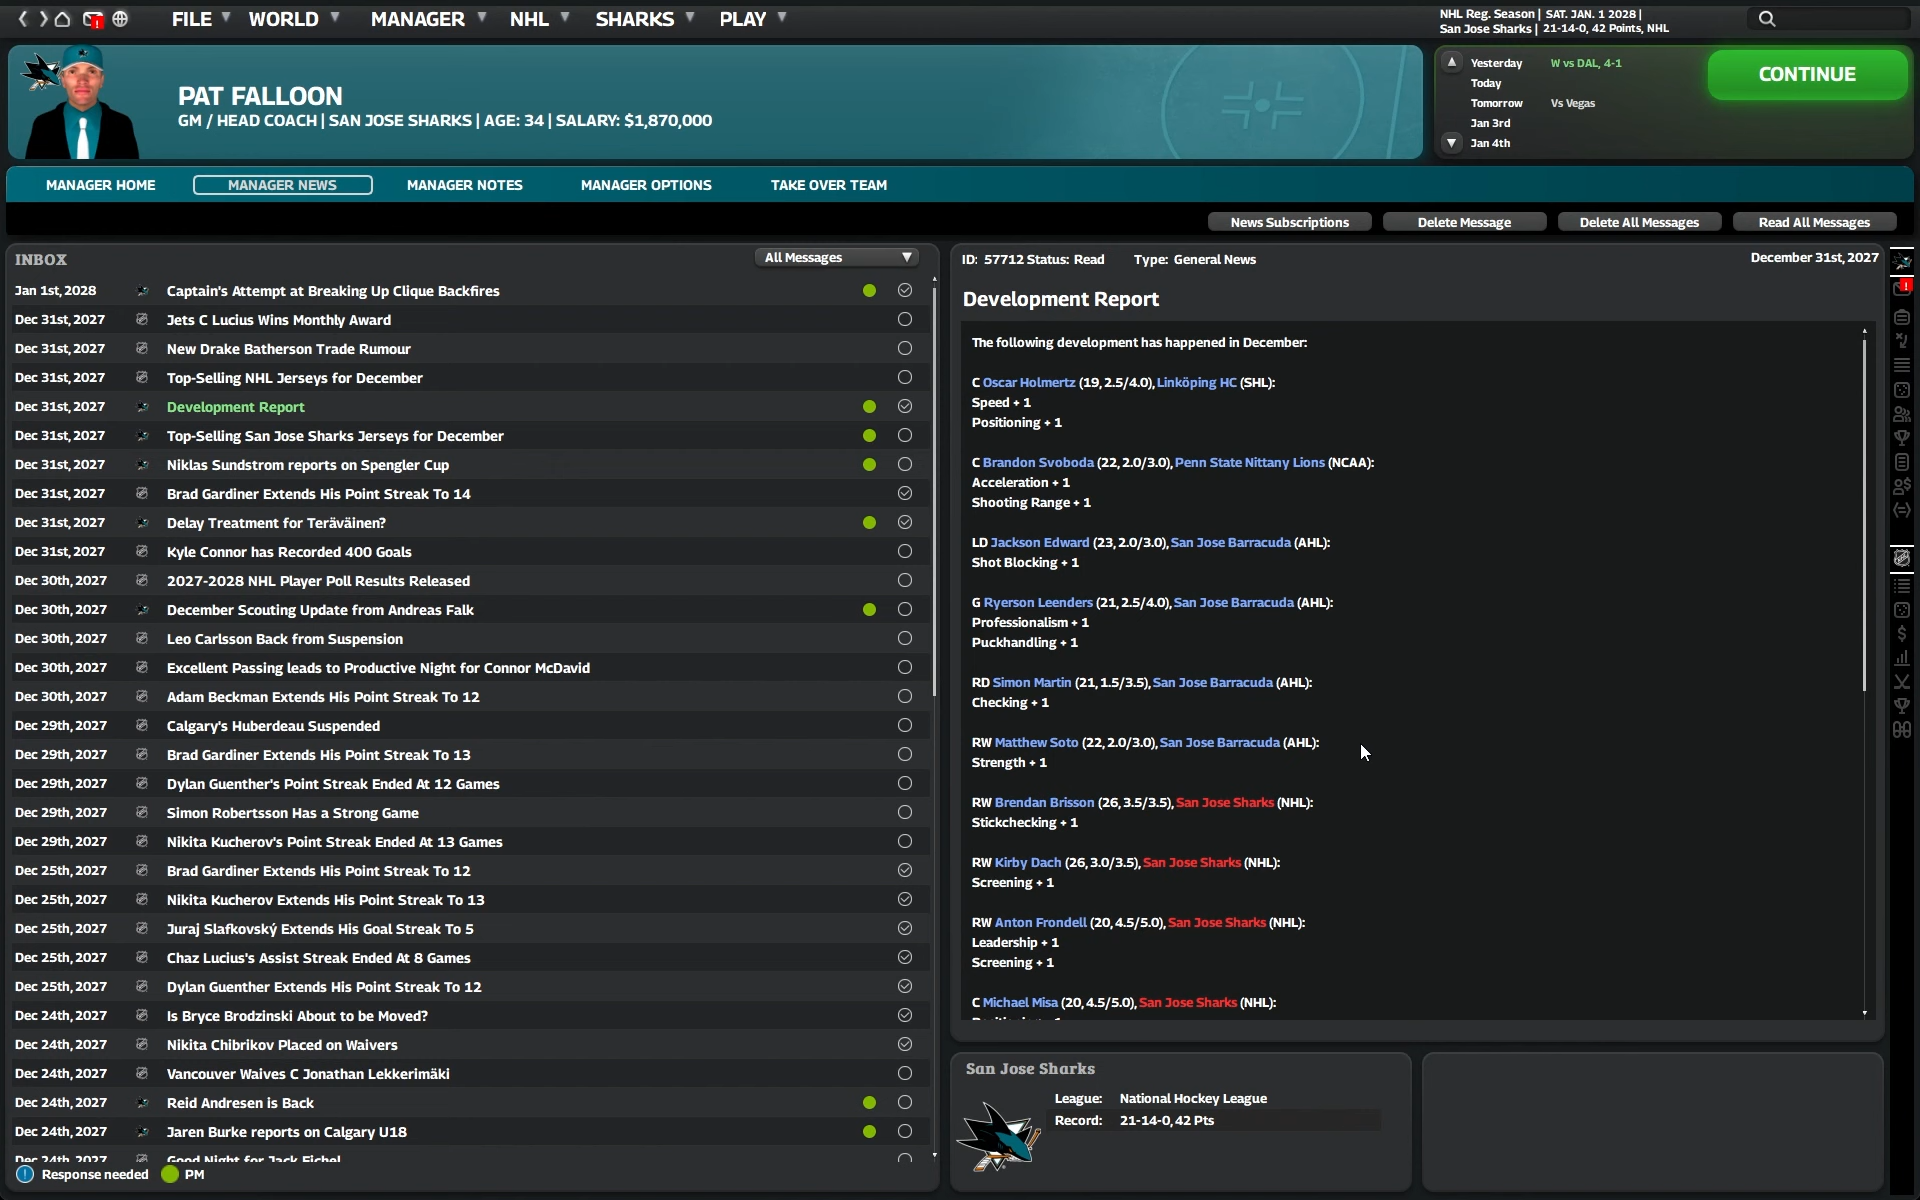 FILE WORLD MANAGER NHL SHARKS PLAY
NHL Reg. Season | SAT. JAN. 1 2028 |
San Jose Sharks | 21-14-0, 42 Points, NHL
PAT FALLOON
GM / HEAD COACH | SAN JOSE SHARKS | AGE: 34 | SALARY: $1,870,000
Yesterday W vs DAL, 4-1
Today
Tomorrow Vs Vegas
Jan 3rd
Jan 4th
CONTINUE
MANAGER HOME MANAGER NEWS MANAGER NOTES MANAGER OPTIONS TAKE OVER TEAM
News Subscriptions Delete Message Delete All Messages Read All Messages
INBOX All Messages
Jan 1st, 2028 Captain's Attempt at Breaking Up Clique Backfires
Dec 31st, 2027 Jets C Lucius Wins Monthly Award
Dec 31st, 2027 New Drake Batherson Trade Rumour
Dec 31st, 2027 Top-Selling NHL Jerseys for December
Dec 31st, 2027 Development Report
Dec 31st, 2027 Top-Selling San Jose Sharks Jerseys for December
Dec 31st, 2027 Niklas Sundstrom reports on Spengler Cup
Dec 31st, 2027 Brad Gardiner Extends His Point Streak To 14
Dec 31st, 2027 Delay Treatment for Teräväinen?
Dec 31st, 2027 Kyle Connor has Recorded 400 Goals
Dec 30th, 2027 2027-2028 NHL Player Poll Results Released
Dec 30th, 2027 December Scouting Update from Andreas Falk
Dec 30th, 2027 Leo Carlsson Back from Suspension
Dec 30th, 2027 Excellent Passing leads to Productive Night for Connor McDavid
Dec 30th, 2027 Adam Beckman Extends His Point Streak To 12
Dec 29th, 2027 Calgary's Huberdeau Suspended
Dec 29th, 2027 Brad Gardiner Extends His Point Streak To 13
Dec 29th, 2027 Dylan Guenther's Point Streak Ended At 12 Games
Dec 29th, 2027 Simon Robertsson Has a Strong Game
Dec 29th, 2027 Nikita Kucherov's Point Streak Ended At 13 Games
Dec 25th, 2027 Brad Gardiner Extends His Point Streak To 12
Dec 25th, 2027 Nikita Kucherov Extends His Point Streak To 13
Dec 25th, 2027 Juraj Slafkovský Extends His Goal Streak To 5
Dec 25th, 2027 Chaz Lucius's Assist Streak Ended At 8 Games
Dec 25th, 2027 Dylan Guenther Extends His Point Streak To 12
Dec 24th, 2027 Is Bryce Brodzinski About to be Moved?
Dec 24th, 2027 Nikita Chibrikov Placed on Waivers
Dec 24th, 2027 Vancouver Waives C Jonathan Lekkerimäki
Dec 24th, 2027 Reid Andresen is Back
Dec 24th, 2027 Jaren Burke reports on Calgary U18
Dec 24th, 2027 Good Night for Jack Eichel
Response needed PM
ID: 57712 Status: Read Type: General News December 31st, 2027
Development Report
The following development has happened in December:
C Oscar Holmertz (19, 2.5/4.0), Linköping HC (SHL):
Speed + 1
Positioning + 1
C Brandon Svoboda (22, 2.0/3.0), Penn State Nittany Lions (NCAA):
Acceleration + 1
Shooting Range + 1
LD Jackson Edward (23, 2.0/3.0), San Jose Barracuda (AHL):
Shot Blocking + 1
G Ryerson Leenders (21, 2.5/4.0), San Jose Barracuda (AHL):
Professionalism + 1
Puckhandling + 1
RD Simon Martin (21, 1.5/3.5), San Jose Barracuda (AHL):
Checking + 1
RW Matthew Soto (22, 2.0/3.0), San Jose Barracuda (AHL):
Strength + 1
RW Brendan Brisson (26, 3.5/3.5), San Jose Sharks (NHL):
Stickchecking + 1
RW Kirby Dach (26, 3.0/3.5), San Jose Sharks (NHL):
Screening + 1
RW Anton Frondell (20, 4.5/5.0), San Jose Sharks (NHL):
Leadership + 1
Screening + 1
C Michael Misa (20, 4.5/5.0), San Jose Sharks (NHL):
San Jose Sharks
League: National Hockey League
Record: 21-14-0, 42 Pts